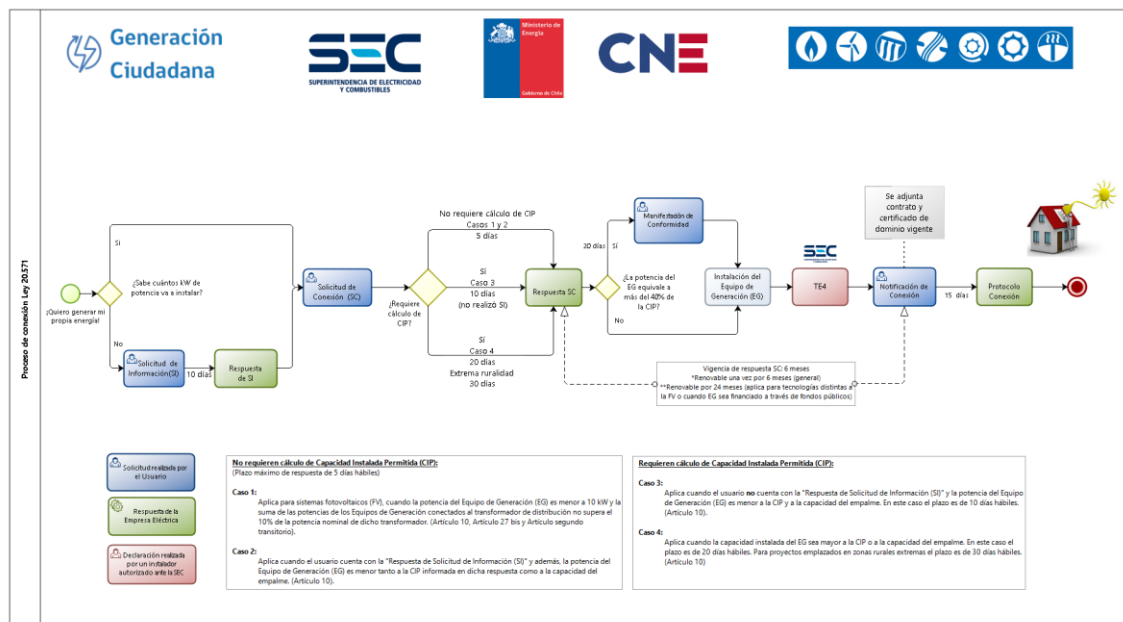 Generación
Ciudadana
SEC
SUPERINTENDENCIA DE ELECTRICIDAD
Y COMBUSTIBLES
Ministerio de
Energía
Gobierno de Chile
CNE
Proceso de conexión Ley 20.571
¡Quiero generar mi
propia energía!
¿Sabe cuántos kW de
potencia va a instalar?
Sí
No
Solicitud de
Información(SI)
10 días
Respuesta
de SI
Solicitud de
Conexión (SC)
¿Requiere
cálculo de
CIP?
No requiere cálculo de CIP
Casos 1 y 2
5 días
Sí
Caso 3
10 días
(no realizó SI)
Sí
Caso 4
20 días
Extrema ruralidad
30 días
Respuesta SC
¿La potencia del
EG equivale a
más del 40% de
la CIP?
20 días
Sí
No
Manifestación de
Conformidad
Instalación del
Equipo de
Generación (EG)
SEC
TE4
Se adjunta
contrato y
certificado de
dominio vigente
Notificación de
Conexión
15 días
Protocolo
Conexión
Vigencia de respuesta SC: 6 meses
*Renovable una vez por 6 meses (general)
**Renovable por 24 meses (aplica para tecnologías distintas a
la FV o cuando EG sea financiado a través de fondos públicos)
Solicitud realizada por
el Usuario
Respuesta de la
Empresa Eléctrica
Declaración realizada
por un instalador
autorizado ante la SEC
No requieren cálculo de Capacidad Instalada Permitida (CIP):
(Plazo máximo de respuesta de 5 días hábiles)
Caso 1:
Aplica para sistemas fotovoltaicos (FV), cuando la potencia del Equipo de Generación (EG) es menor a 10 kW y la
suma de las potencias de los Equipos de Generación conectados al transformador de distribución no supera el
10% de la potencia nominal de dicho transformador. (Artículo 10, Artículo 27 bis y Artículo segundo
transitorio).
Caso 2:
Aplica cuando el usuario cuenta con la "Respuesta de Solicitud de Información (SI)" y además, la potencia del
Equipo de Generación (EG) es menor tanto a la CIP informada en dicha respuesta como a la capacidad del
empalme. (Artículo 10).
Requieren cálculo de Capacidad Instalada Permitida (CIP):
Caso 3:
Aplica cuando el usuario no cuenta con la "Respuesta de Solicitud de Información (SI)" y la potencia del Equipo
de Generación (EG) es menor a la CIP y a la capacidad del empalme. En este caso el plazo es de 10 días hábiles.
(Artículo 10).
Caso 4:
Aplica cuando la capacidad instalada del EG sea mayor a la CIP o a la capacidad del empalme. En este caso el
plazo es de 20 días hábiles. Para proyectos emplazados en zonas rurales extremas el plazo es de 30 días hábiles.
(Artículo 10)